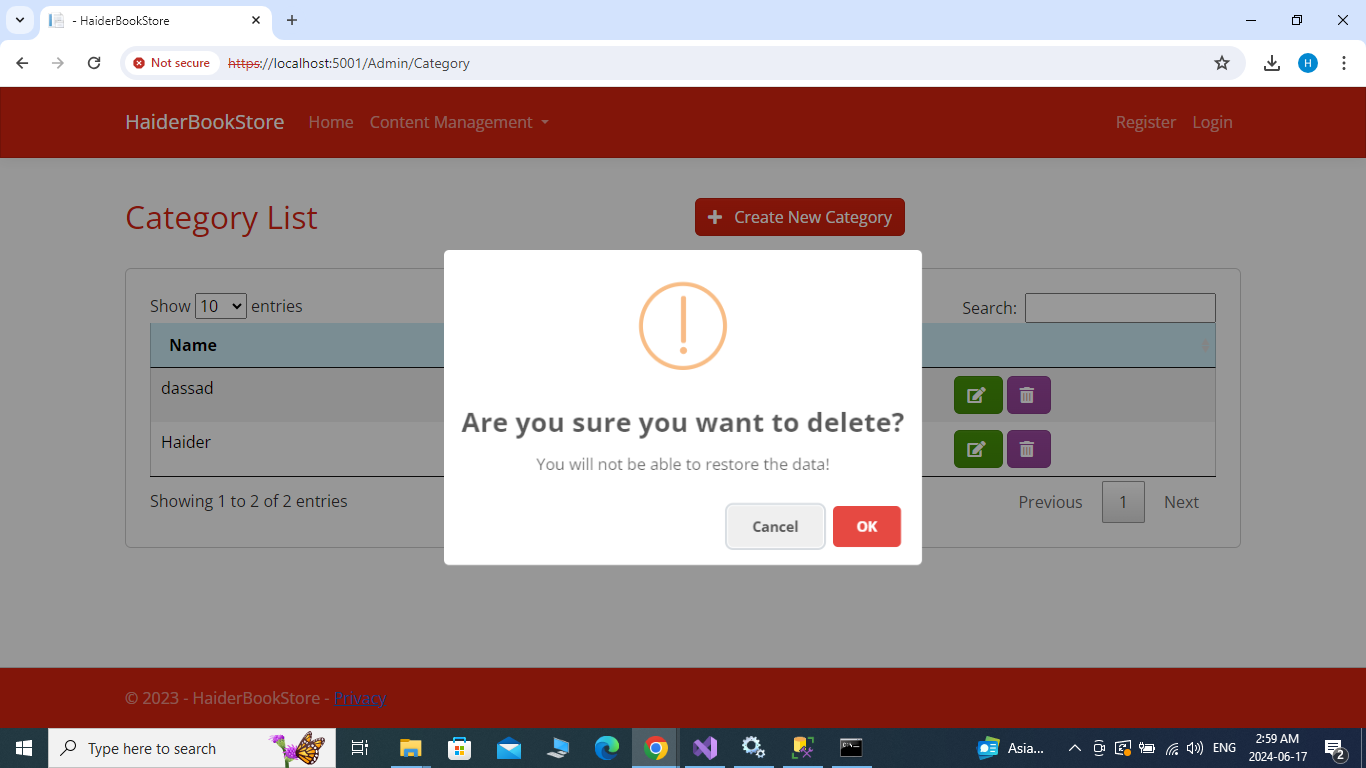 - HaiderBookStore
Not secure https://localhost:5001/Admin/Category
H
HaiderBookStore Home Content Management Register Login
Category List Create New Category
Show 10 entries Search:
Name
dassad
Haider
Showing 1 to 2 of 2 entries Previous 1 Next
Are you sure you want to delete?
You will not be able to restore the data!
Cancel OK
© 2023 - HaiderBookStore - Privacy
Type here to search
Asia...
ENG
2:59 AM
2024-06-17
2